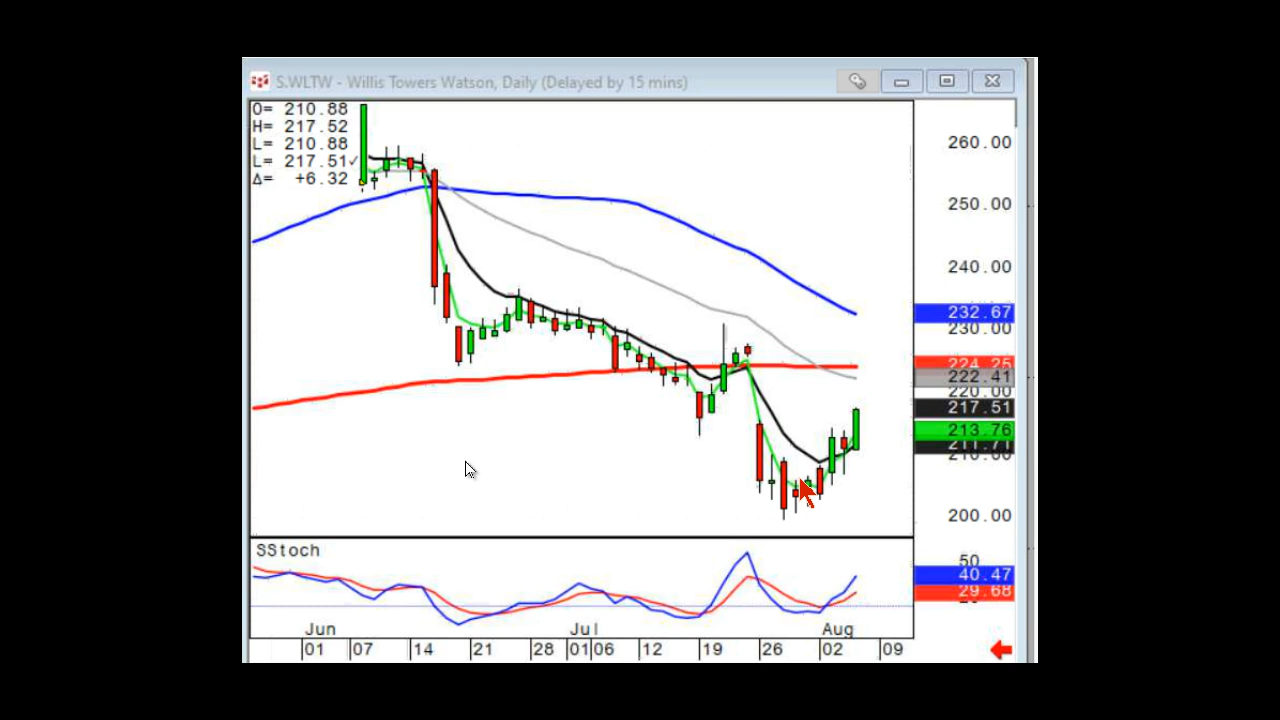 S.WLTW - Willis Towers Watson, Daily (Delayed by 15 mins)
O= 210.88
H= 217.52
L= 210.88
L= 217.51✓
Δ= +6.32
260.00
250.00
240.00
232.67
230.00
224.25
222.41
220.00
217.51
213.76
211.71
210.00
200.00
SStoch
50
40.47
29.68
Jun Jul Aug
01 07 14 21 28 01 06 12 19 26 02 09